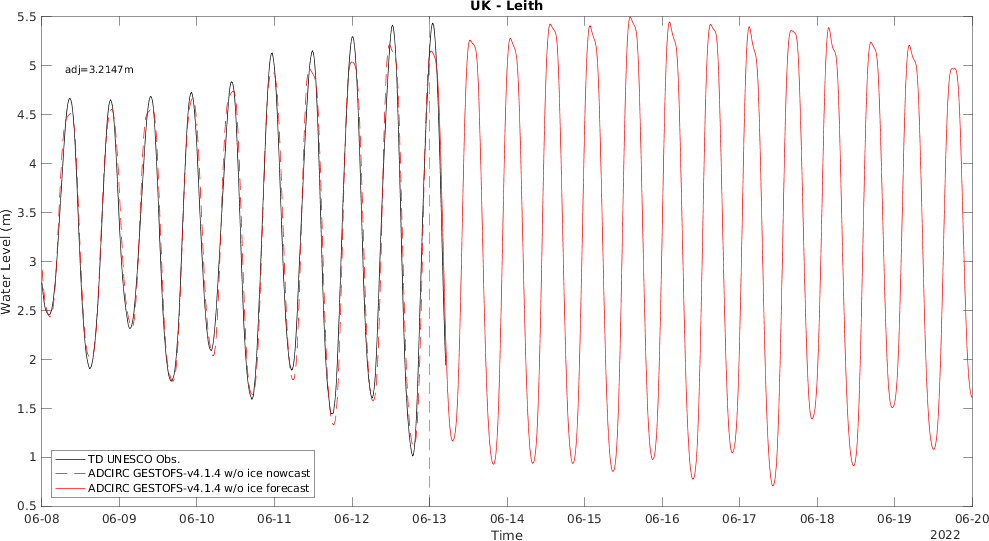 UK - Leith
5.5
5
4.5
4
3.5
3
2.5
2
1.5
1
0.5
Water Level (m)
adj=3.2147m
TD UNESCO Obs.
ADCIRC GESTOFS-v4.1.4 w/o ice nowcast
ADCIRC GESTOFS-v4.1.4 w/o ice forecast
06-08 06-09 06-10 06-11 06-12 06-13 06-14 06-15 06-16 06-17 06-18 06-19 06-20
Time
2022